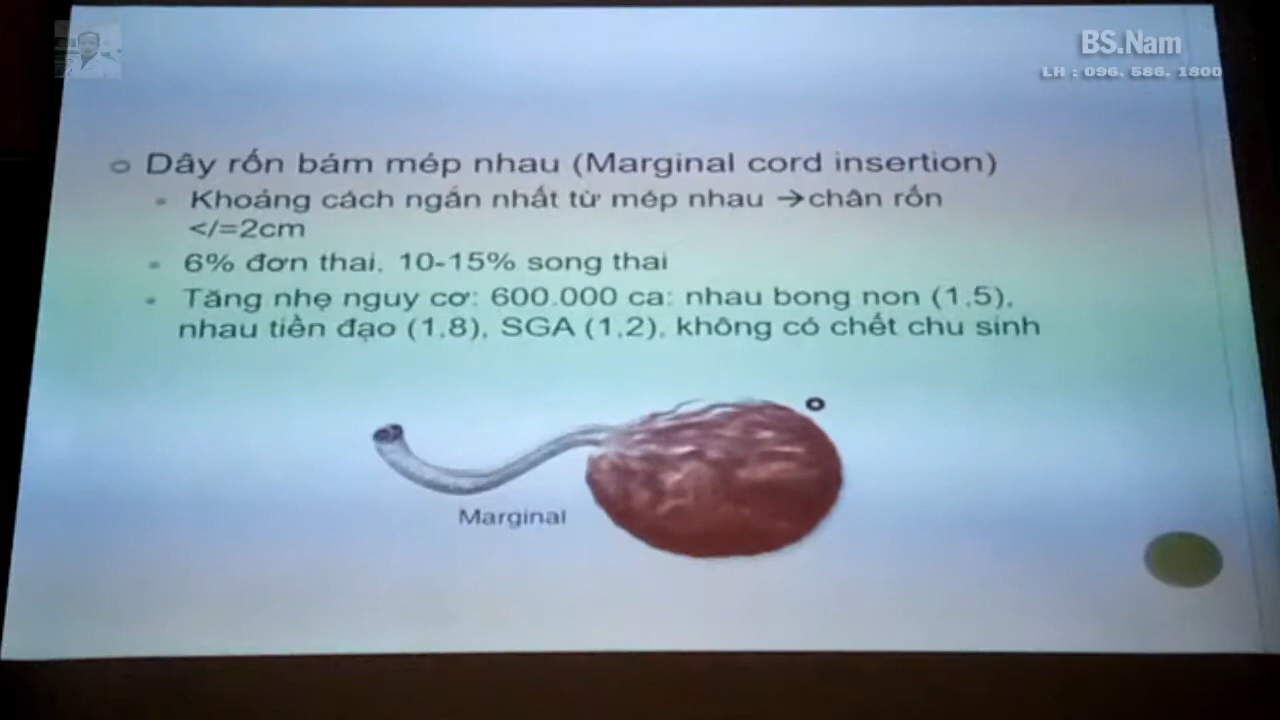 BS.Nam
LH : 096. 586. 1800
Dây rốn bám mép nhau (Marginal cord insertion)
Khoảng cách ngắn nhất từ mép nhau →chân rốn
</=2cm
6% đơn thai, 10-15% song thai
Tăng nhẹ nguy cơ: 600.000 ca: nhau bong non (1,5),
nhau tiền đạo (1,8), SGA (1,2), không có chết chu sinh
Marginal